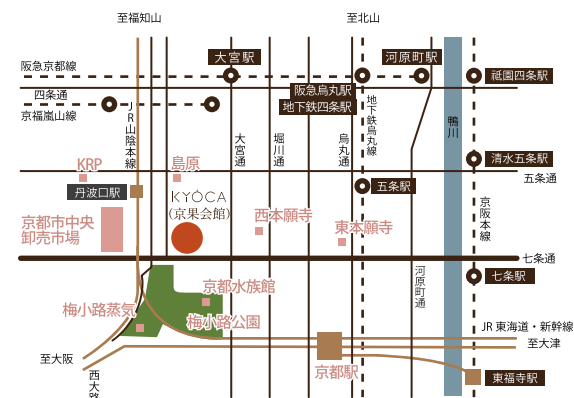 至福知山
至北山
大宮駅
河原町駅
阪急京都線
祇園四条駅
阪急烏丸駅
地下鉄四条駅
四条通
京福嵐山線
JR山陰本線
地下鉄烏丸線
鴨川
大宮通
堀川通
烏丸通
KRP
島原
清水五条駅
五条通
丹波口駅
五条駅
KYOCA
(京果会館)
京都市中央
卸売市場
西本願寺
東本願寺
京阪本線
七条通
河原町通
七条駅
京都水族館
梅小路蒸気
梅小路公園
JR 東海道・新幹線
至大津
至大阪
京都駅
東福寺駅
西大路